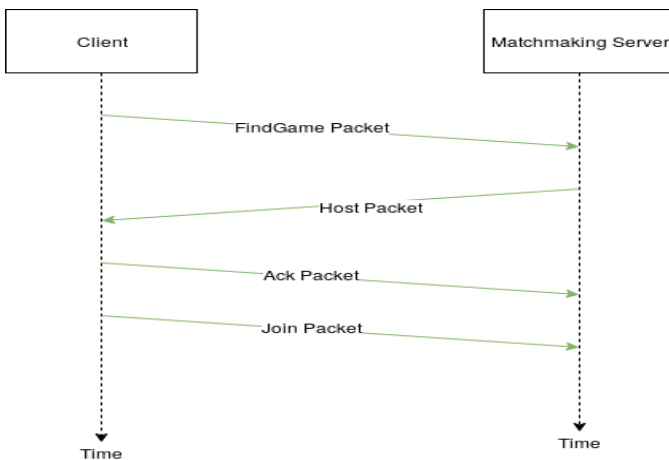 Client
Matchmaking Server
FindGame Packet
Host Packet
Ack Packet
Join Packet
Time
Time